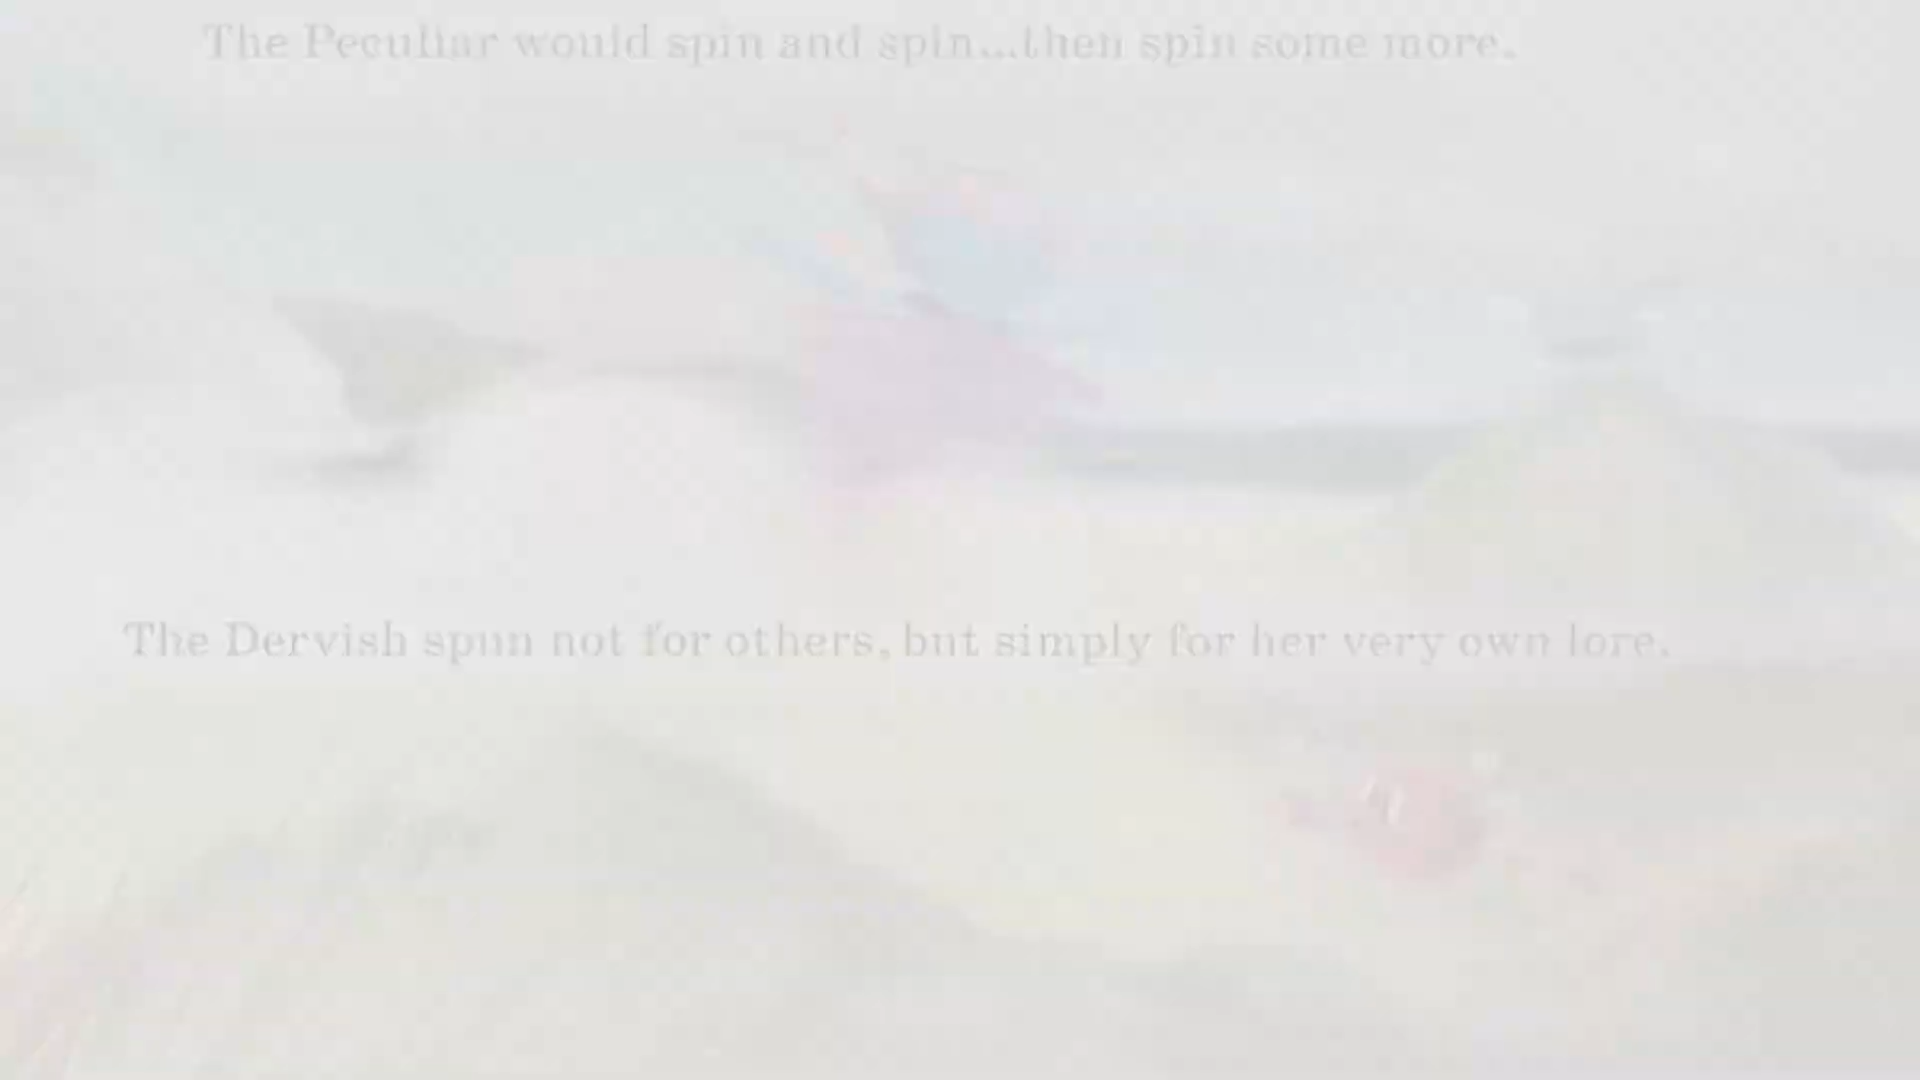 The Peculiar would spin and spin...then spin some more.
The Dervish spun not for others, but simply for her very own lore.